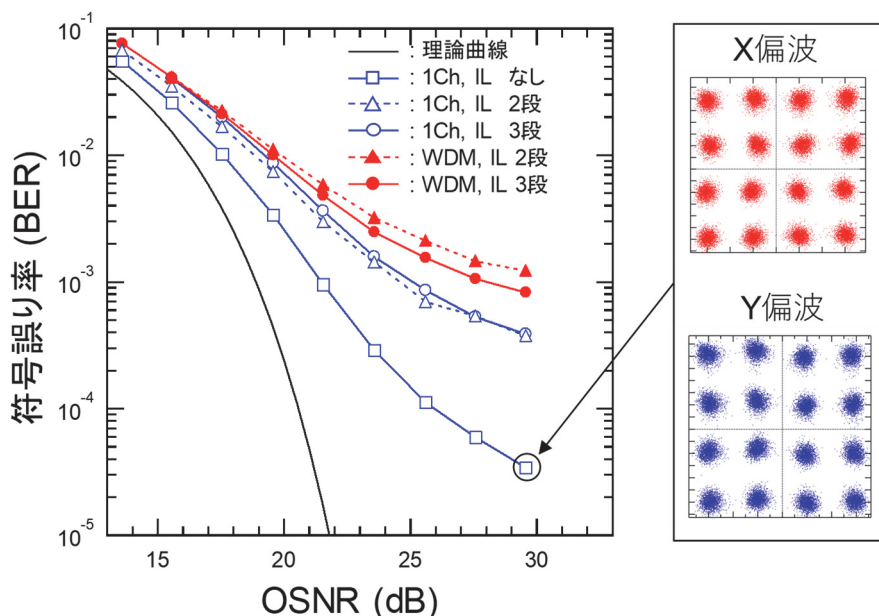 10⁻¹
10⁻²
10⁻³
10⁻⁴
10⁻⁵
符号誤り率 (BER)
15
20
25
30
OSNR (dB)
: 理論曲線
: 1Ch, IL なし
: 1Ch, IL 2段
: 1Ch, IL 3段
: WDM, IL 2段
: WDM, IL 3段
X偏波
Y偏波